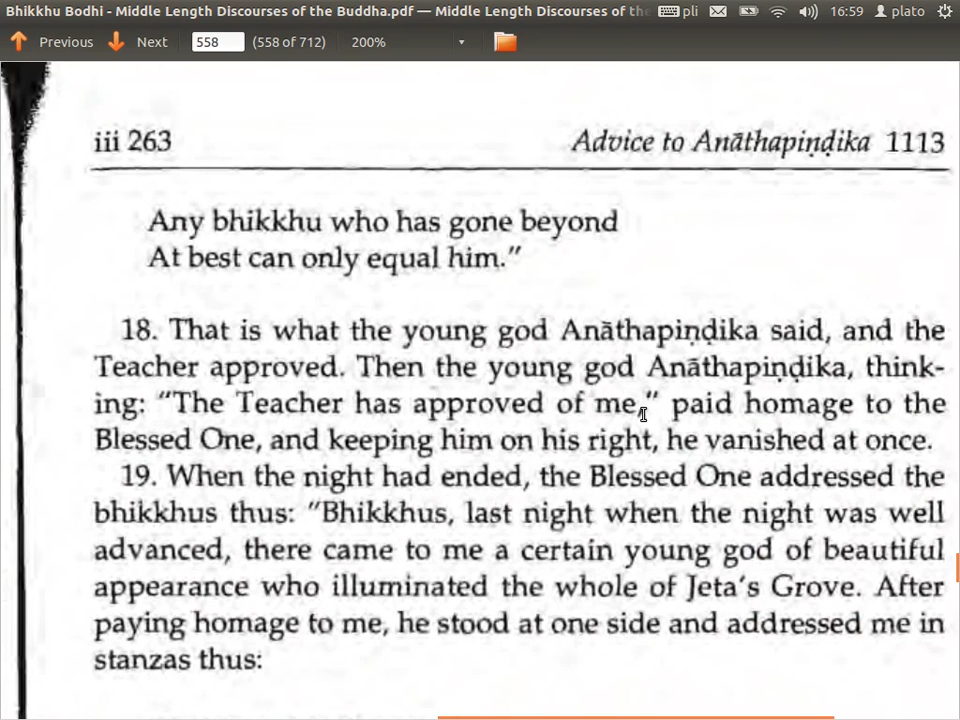 Bhikkhu Bodhi - Middle Length Discourses of the Buddha.pdf — Middle Length Discourses of the pli 16:59 plato
Previous Next 558 (558 of 712) 200%
iii 263 Advice to Anāthapiṇḍika 1113
Any bhikkhu who has gone beyond
At best can only equal him.”
18. That is what the young god Anāthapiṇḍika said, and the
Teacher approved. Then the young god Anāthapiṇḍika, think-
ing: “The Teacher has approved of me,” paid homage to the
Blessed One, and keeping him on his right, he vanished at once.
19. When the night had ended, the Blessed One addressed the
bhikkhus thus: “Bhikkhus, last night when the night was well
advanced, there came to me a certain young god of beautiful
appearance who illuminated the whole of Jeta’s Grove. After
paying homage to me, he stood at one side and addressed me in
stanzas thus: